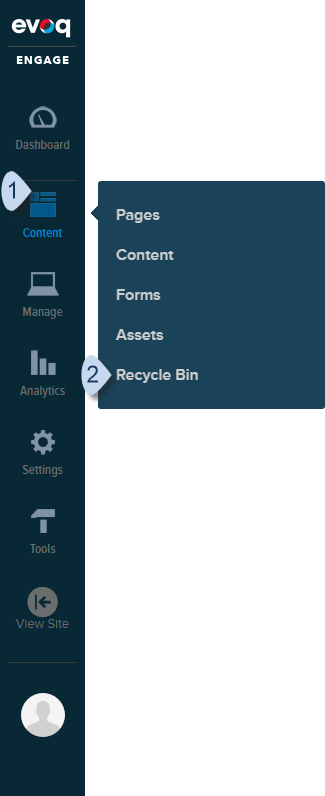 evoq
ENGAGE
Dashboard
1
Content
Manage
Analytics
Settings
Tools
View Site
Pages
Content
Forms
Assets
2 Recycle Bin